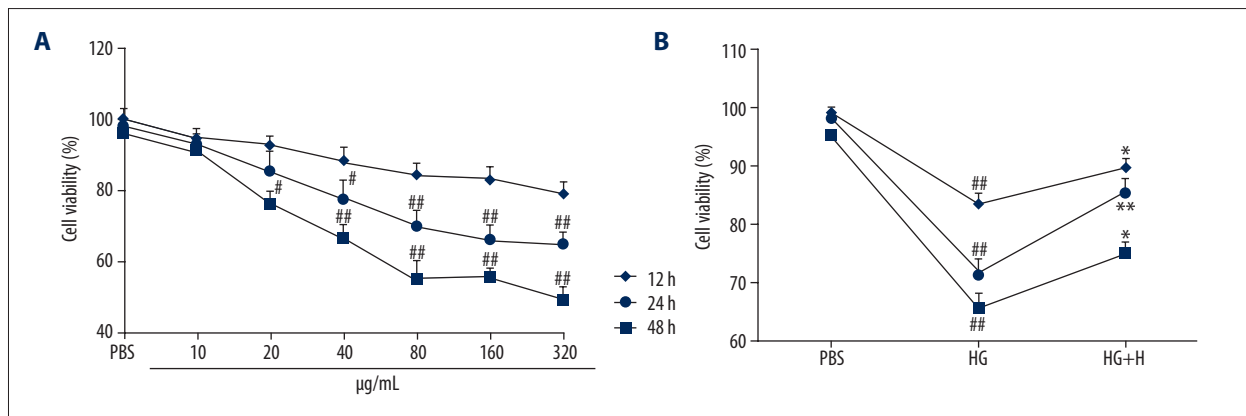 A
120
100
80
60
40
Cell viability (%)
#
#
##
##
##
##
##
##
##
PBS 10 20 40 80 160 320
µg/mL
12 h
24 h
48 h
B
110
100
90
80
70
60
Cell viability (%)
##
##
##
*
**
*
PBS HG HG+H